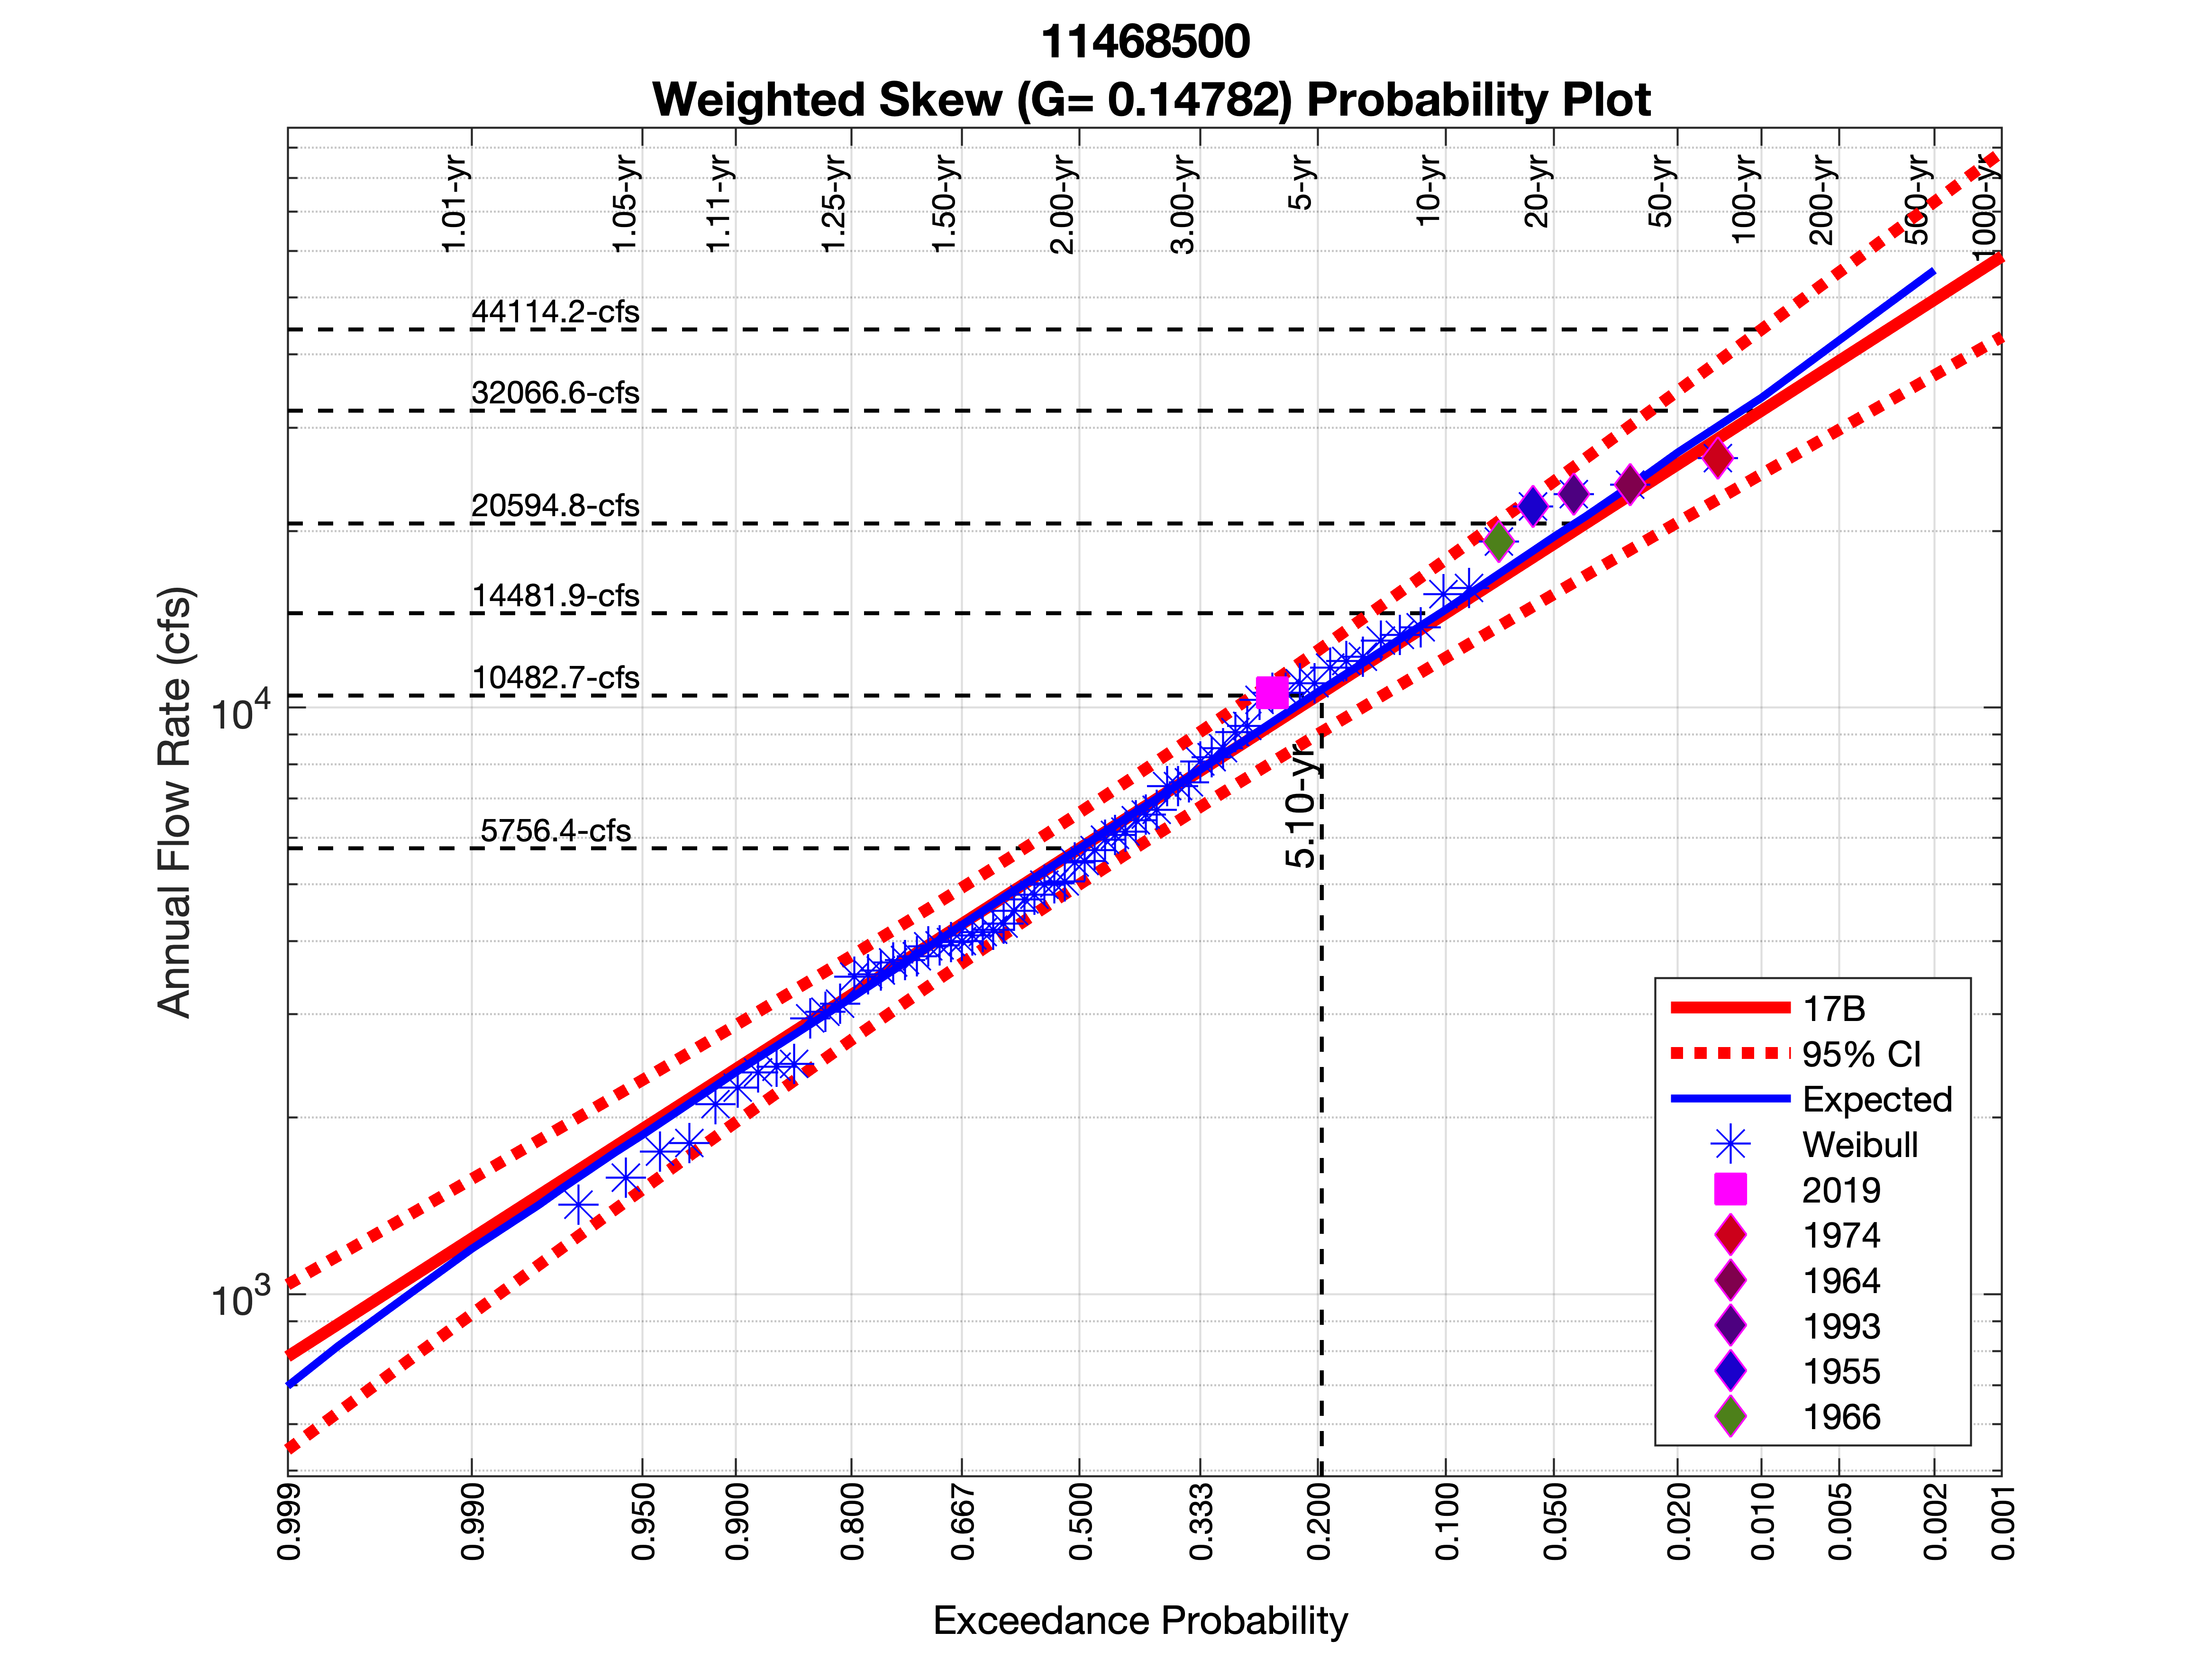 11468500
Weighted Skew (G= 0.14782) Probability Plot
1.01-yr
1.05-yr
1.11-yr
1.25-yr
1.50-yr
2.00-yr
3.00-yr
5-yr
10-yr
20-yr
50-yr
100-yr
200-yr
500-yr
1000-yr
44114.2-cfs
32066.6-cfs
20594.8-cfs
14481.9-cfs
10482.7-cfs
5756.4-cfs
5.10-yr
Annual Flow Rate (cfs)
10⁴
10³
17B
95% CI
Expected
Weibull
2019
1974
1964
1993
1955
1966
0.999
0.990
0.950
0.900
0.800
0.667
0.500
0.333
0.200
0.100
0.050
0.020
0.010
0.005
0.002
0.001
Exceedance Probability